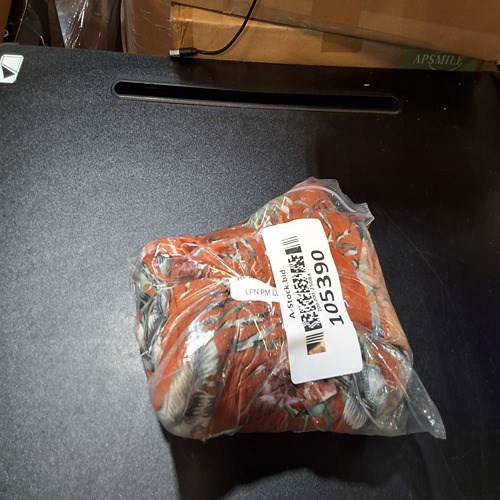 APSMILE
LPN PM D
A-Stock.bid
105390